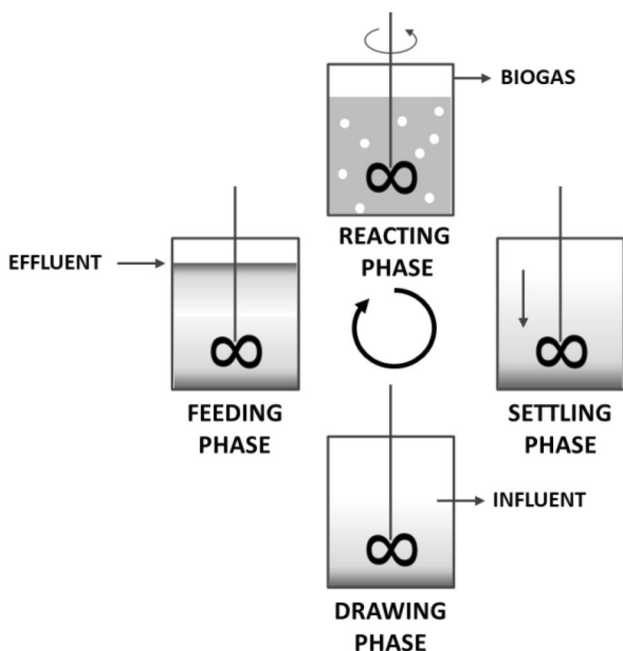 BIOGAS
REACTING
PHASE
EFFLUENT
FEEDING
PHASE
SETTLING
PHASE
INFLUENT
DRAWING
PHASE